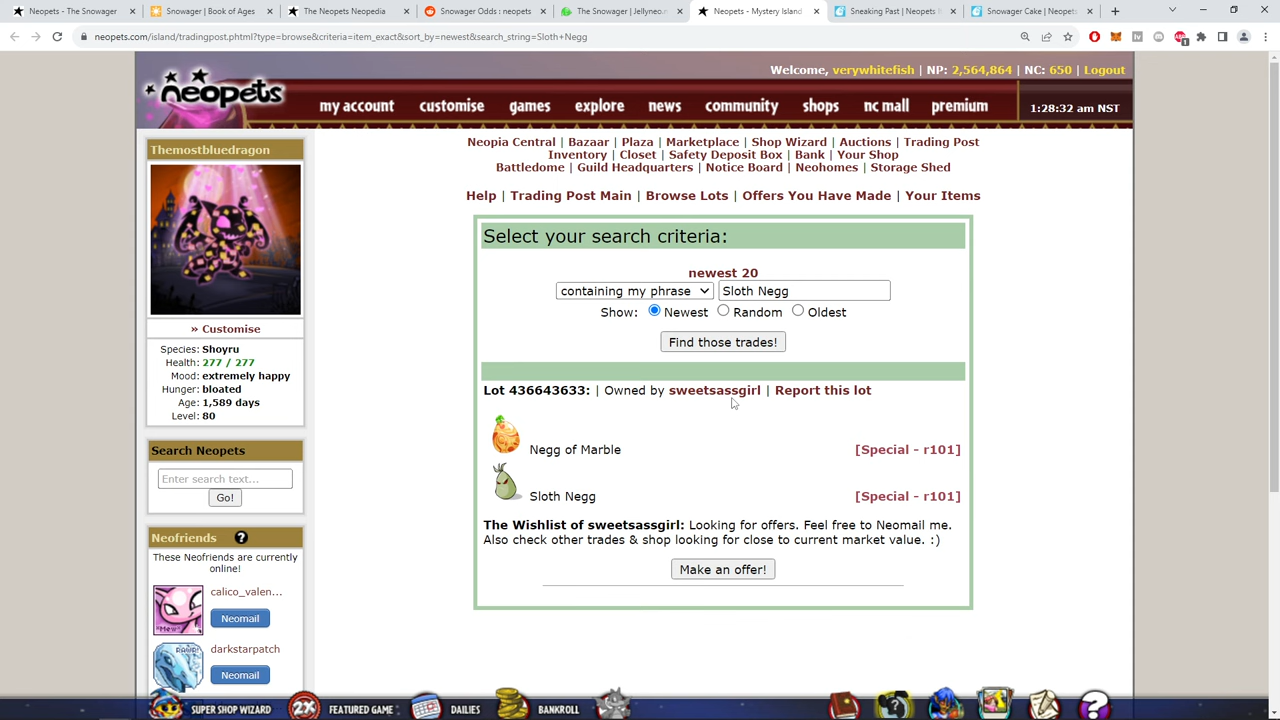 Neopets - The Snowager
Snowager | Book of Ages
The Neopets Neopedia
Snowager Odds : neopets
The Snowager | Jellyneo.n
Neopets - Mystery Island
Sneaking Past | Neopets
Snowager Cake | Neopets
neopets.com/island/tradingpost.phtml?type=browse&criteria=item_exact&sort_by=newest&search_string=Sloth+Negg
neopets
Welcome, verywhitefish | NP: 2,564,864 | NC: 650 | Logout
my account customise games explore news community shops nc mall premium
1:28:32 am NST
Themostbluedragon
» Customise
Species: Shoyru
Health: 277 / 277
Mood: extremely happy
Hunger: bloated
Age: 1,589 days
Level: 80
Search Neopets
Enter search text...
Go!
Neofriends ?
These Neofriends are currently
online!
*Mew*
calico_valen...
Neomail
RAWR!
darkstarpatch
Neomail
Neopia Central | Bazaar | Plaza | Marketplace | Shop Wizard | Auctions | Trading Post
Inventory | Closet | Safety Deposit Box | Bank | Your Shop
Battledome | Guild Headquarters | Notice Board | Neohomes | Storage Shed
Help | Trading Post Main | Browse Lots | Offers You Have Made | Your Items
Select your search criteria:
newest 20
containing my phrase Sloth Negg
Show: Newest Random Oldest
Find those trades!
Lot 436643633: | Owned by sweetsassgirl | Report this lot
Negg of Marble [Special - r101]
Sloth Negg [Special - r101]
The Wishlist of sweetsassgirl: Looking for offers. Feel free to Neomail me.
Also check other trades & shop looking for close to current market value. :)
Make an offer!
SUPER SHOP WIZARD 2X FEATURED GAME DAILIES BANKROLL ?